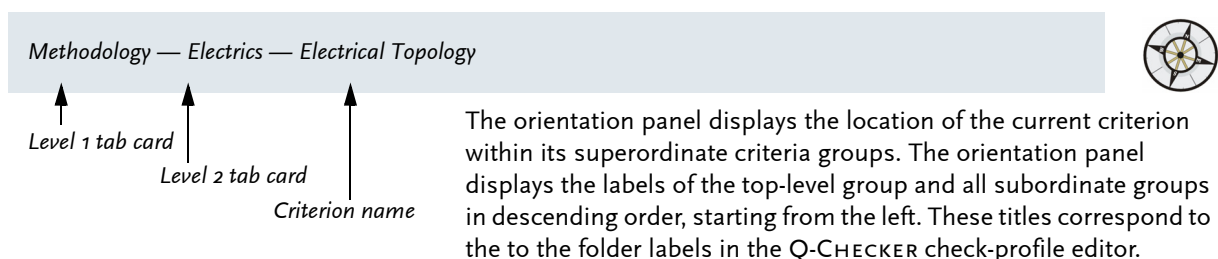 Methodology — Electrics — Electrical Topology
Level 1 tab card
Level 2 tab card
Criterion name
The orientation panel displays the location of the current criterion
within its superordinate criteria groups. The orientation panel
displays the labels of the top-level group and all subordinate groups
in descending order, starting from the left. These titles correspond to
the to the folder labels in the Q-CHECKER check-profile editor.